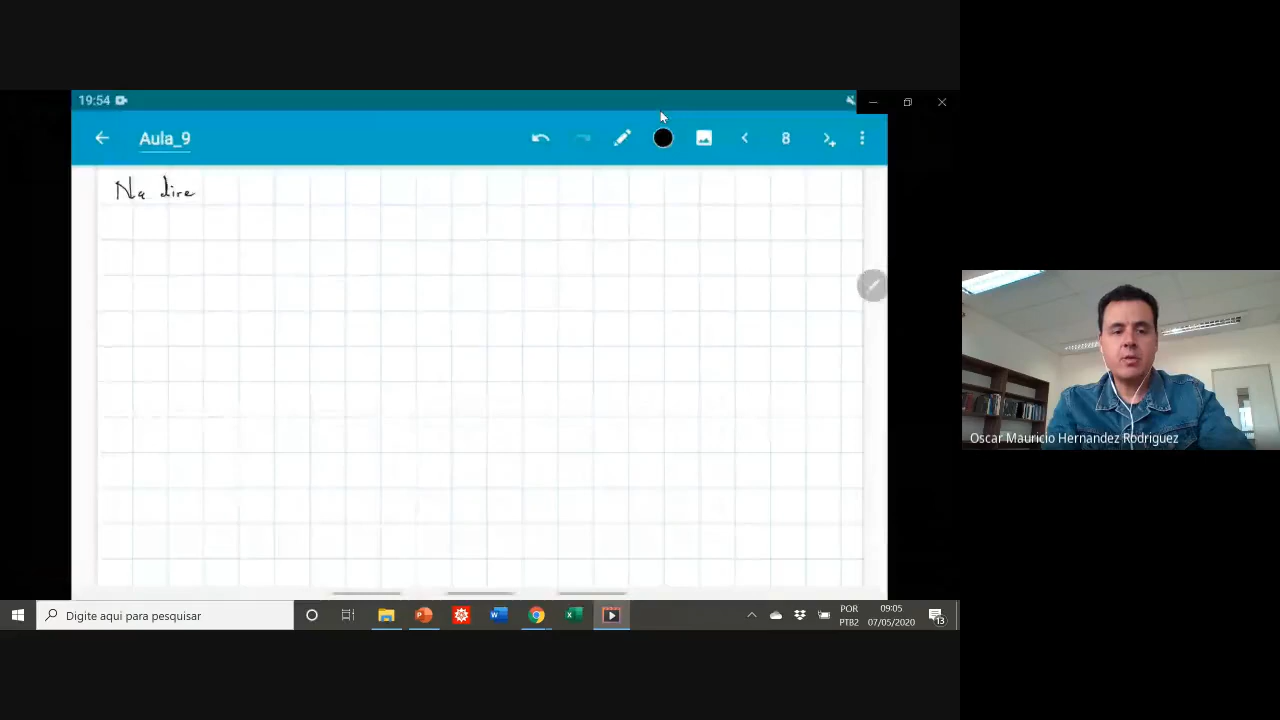 19:54
Aula_9
8
Na dire
Oscar Mauricio Hernandez Rodriguez
Digite aqui para pesquisar
POR
PTB2
09:05
07/05/2020
13